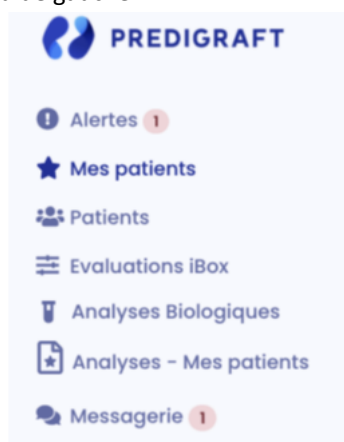 PREDIGRAFT
Alertes 1
Mes patients
Patients
Evaluations iBox
Analyses Biologiques
Analyses - Mes patients
Messagerie 1